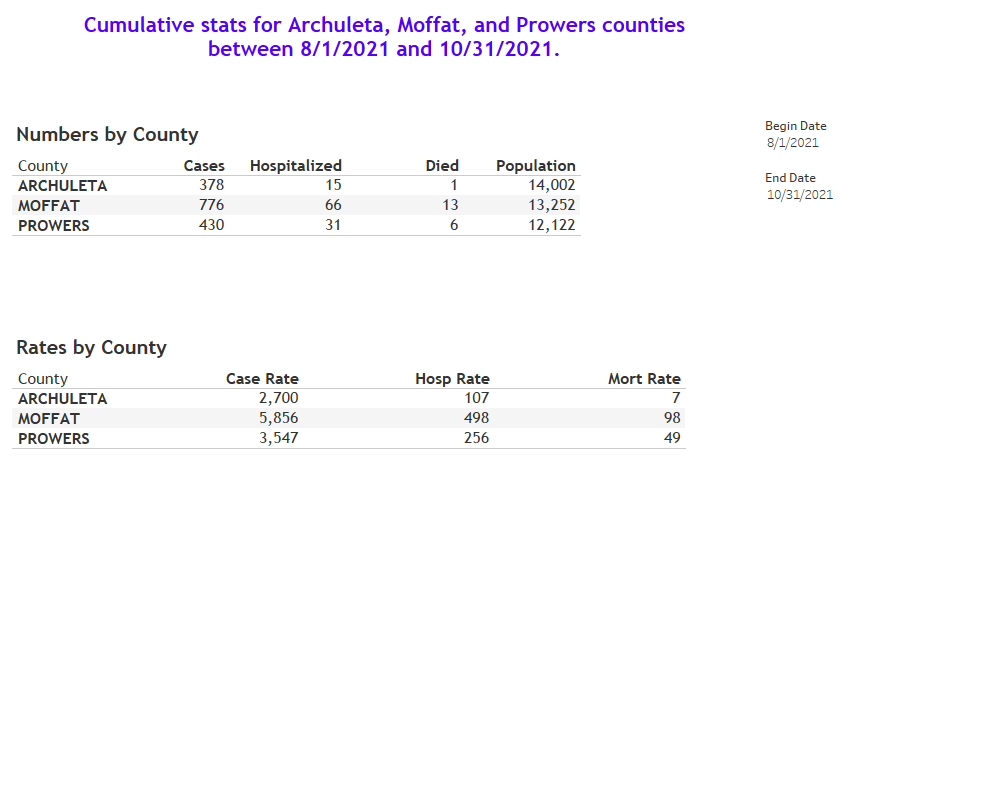 Cumulative stats for Archuleta, Moffat, and Prowers counties
between 8/1/2021 and 10/31/2021.
Numbers by County
County Cases Hospitalized Died Population
ARCHULETA 378 15 1 14,002
MOFFAT 776 66 13 13,252
PROWERS 430 31 6 12,122
Begin Date
8/1/2021
End Date
10/31/2021
Rates by County
County Case Rate Hosp Rate Mort Rate
ARCHULETA 2,700 107 7
MOFFAT 5,856 498 98
PROWERS 3,547 256 49